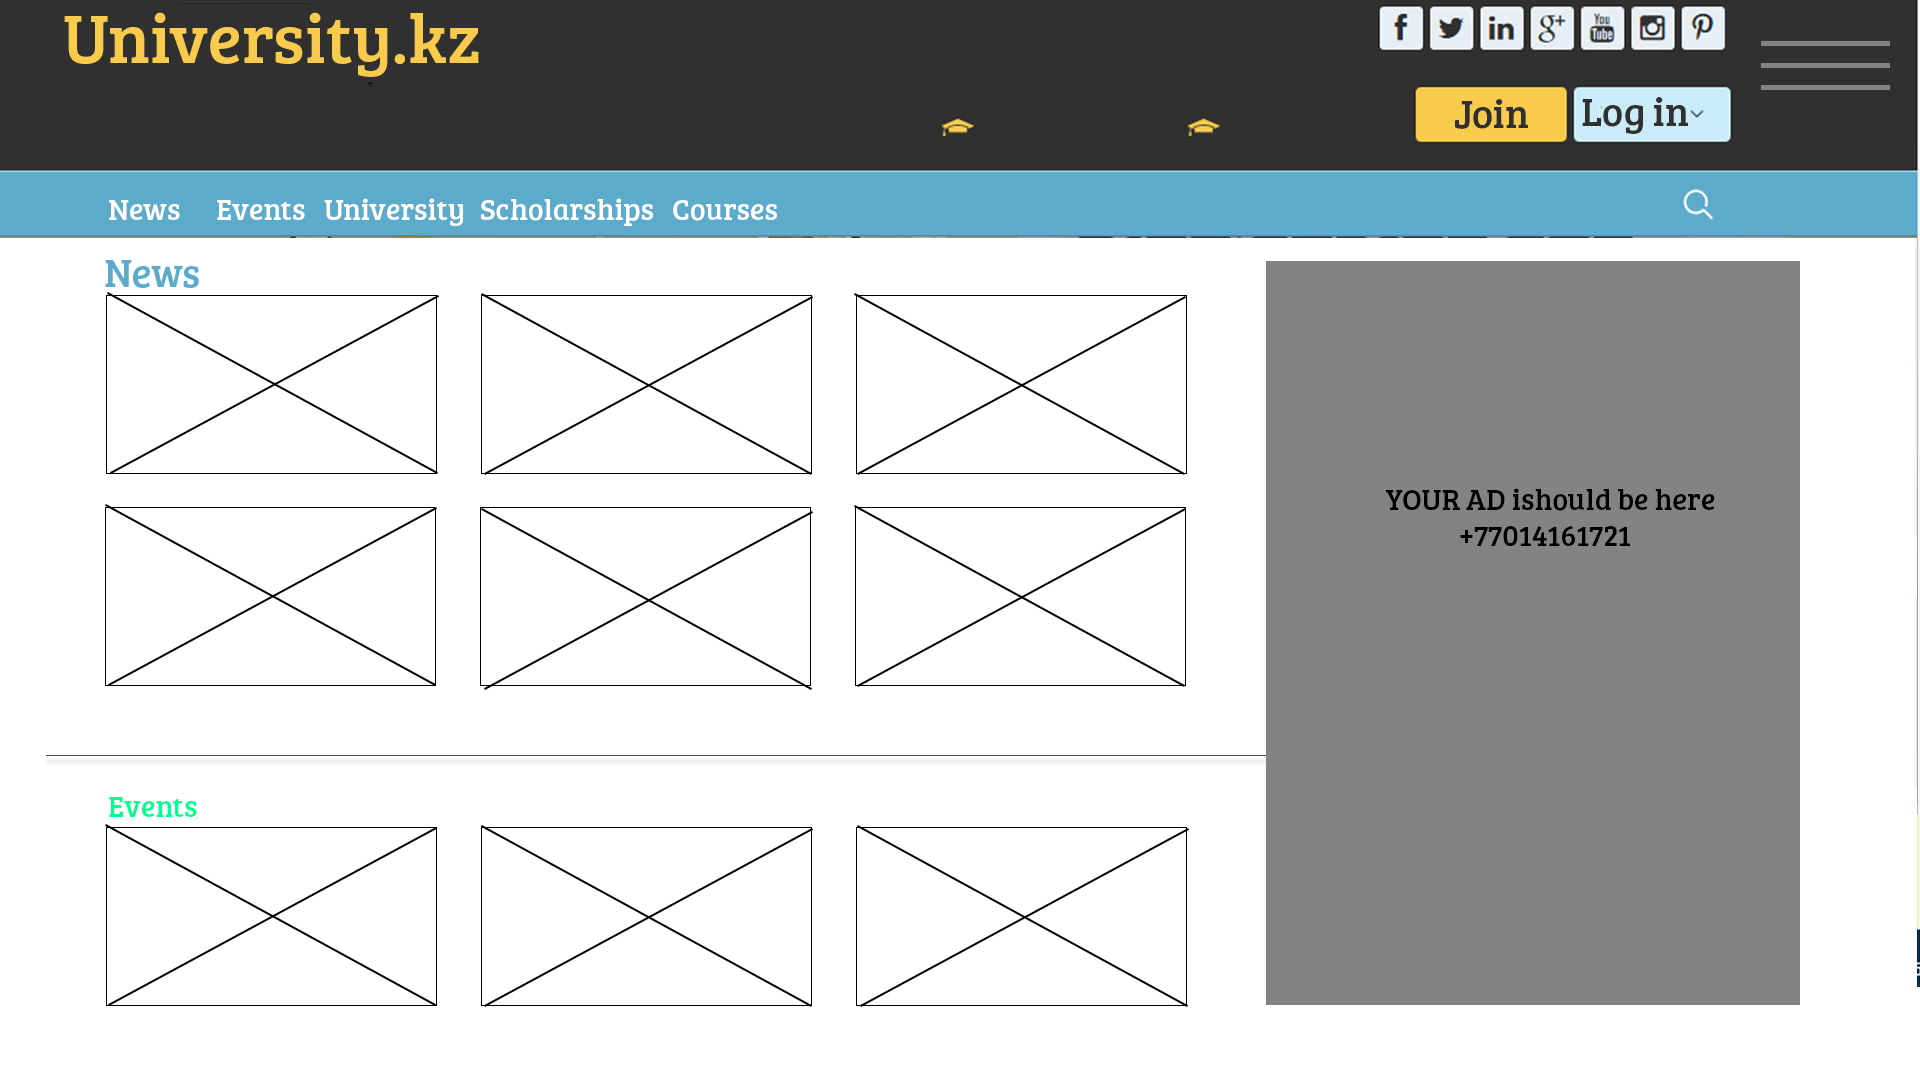 University.kz
f in g+ You Tube
Join Log in
News Events University Scholarships Courses
News
YOUR AD ishould be here
+77014161721
Events